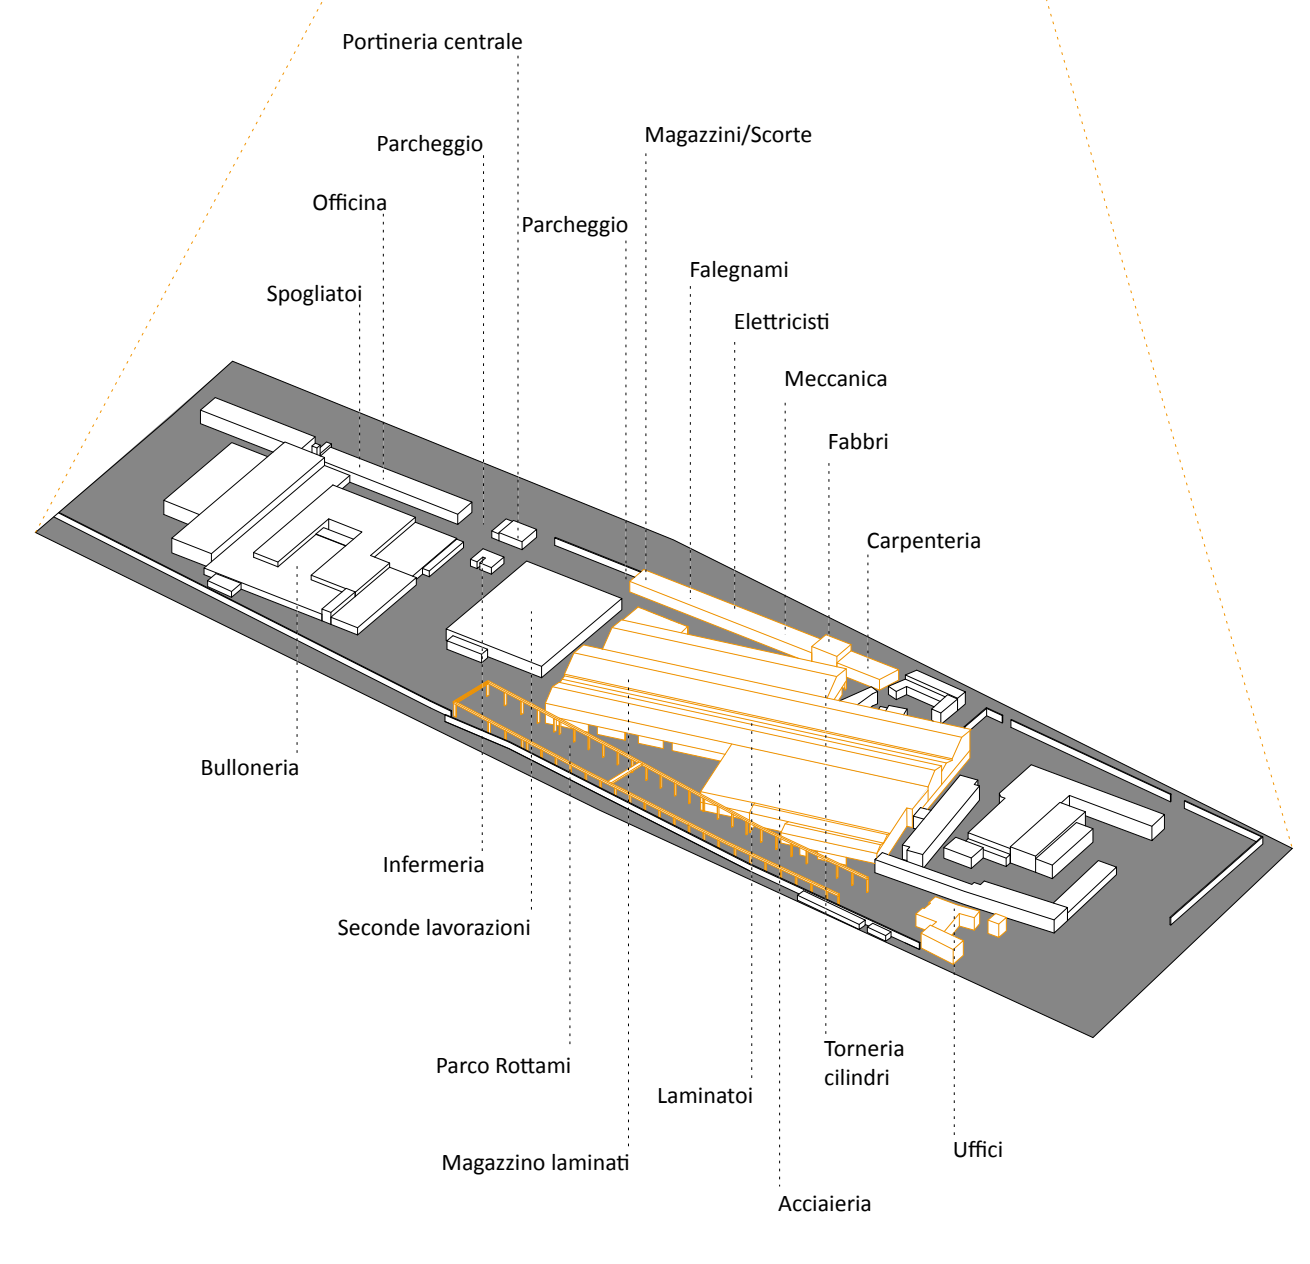 Portineria centrale
Magazzini/Scorte
Parcheggio
Officina
Parcheggio
Falegnami
Spogliatoi
Elettricisti
Meccanica
Fabbri
Carpenteria
Bulloneria
Infermeria
Seconde lavorazioni
Torneria
cilindri
Parco Rottami
Laminatoi
Uffici
Magazzino laminati
Acciaieria